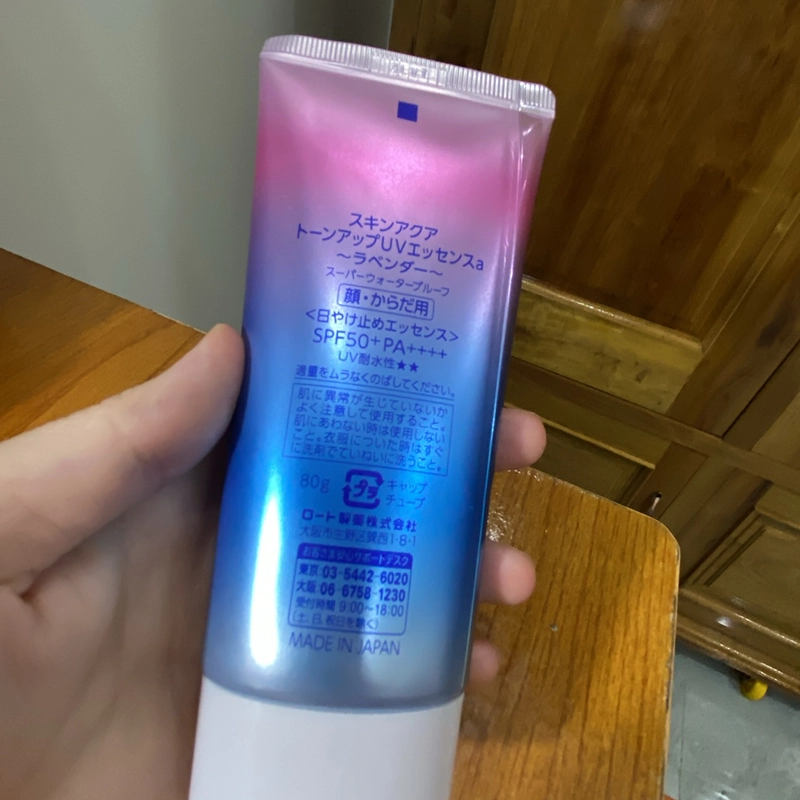 スキンアクア
トーンアップUVエッセンスa
～ラベンダー～
スーパーウォータープルーフ
顔・からだ用
<日やけ止めエッセンス>
SPF50+PA++++
UV耐水性★★
適量をムラなくのばしてください。
肌に異常が生じていないか
よく注意して使用すること。
肌にあわない時は使用しない
こと。衣服についた時はすぐ
に洗剤でていねいに洗うこと。
80g プラ キャップ
チューブ
ロート製薬株式会社
大阪市生野区巽西1-8-1
お客さま安心サポートデスク
東京:03-5442-6020
大阪:06-6758-1230
受付時間 9:00～18:00
(土、日、祝日を除く)
MADE IN JAPAN